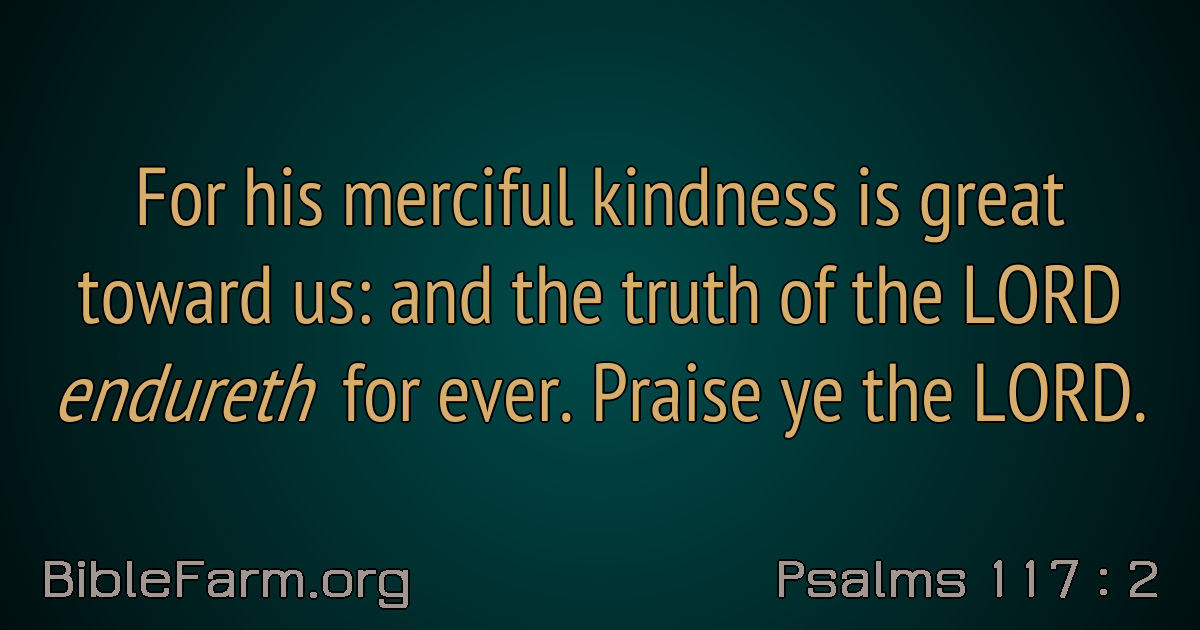 For his merciful kindness is great
toward us: and the truth of the LORD
endureth for ever. Praise ye the LORD.
BibleFarm.org
Psalms 117 : 2